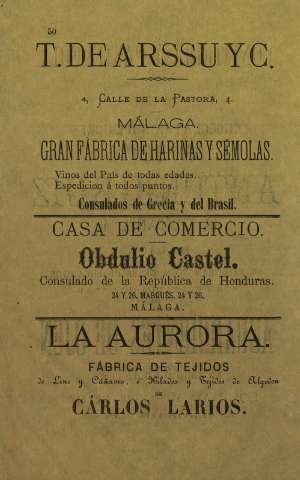 50
T. DE ARSSU Y C.
4, CALLE DE LA PASTORA, 4.
MÁLAGA.
GRAN FÁBRICA DE HARINAS Y SÉMOLAS.
Vinos del País de todas edades.
Espedicion á todos puntos.
Consulados de Grecia y del Brasil.
CASA DE COMERCIO.
Obdulio Castel.
Consulado de la República de Honduras.
24 Y 26, MARQUÉS, 24 Y 26.
MÁLAGA.
LA AURORA.
FÁBRICA DE TEJIDOS
de Lino y Cáñamo, é Hilados y Tejidos de Algodon
DE
CÁRLOS LARIOS.